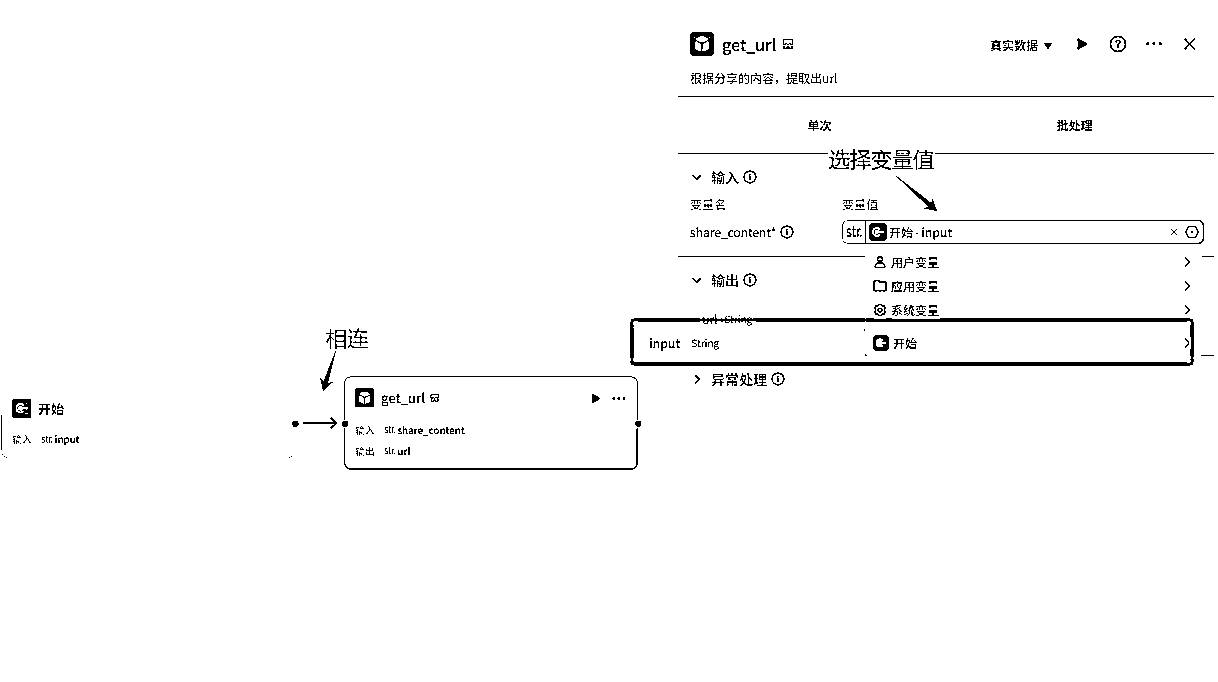 get_url
真实数据
根据分享的内容，提取出url
单次 批处理
选择变量值
输入
变量名 变量值
share_content* str. 开始 - input
用户变量
输出
应用变量
系统变量
url String
input String 开始
异常处理
相连
开始
输入 str. input
get_url
输入 str. share_content
输出 str. url